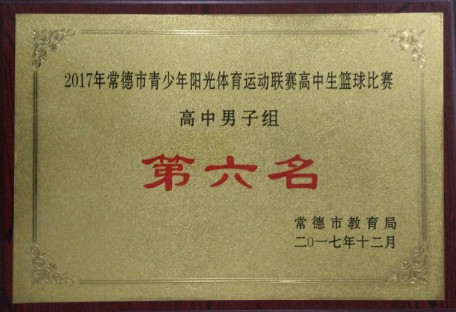 2017年常德市青少年阳光体育运动联赛高中生篮球比赛
高中男子组
第六名
常德市教育局
二〇一七年十二月